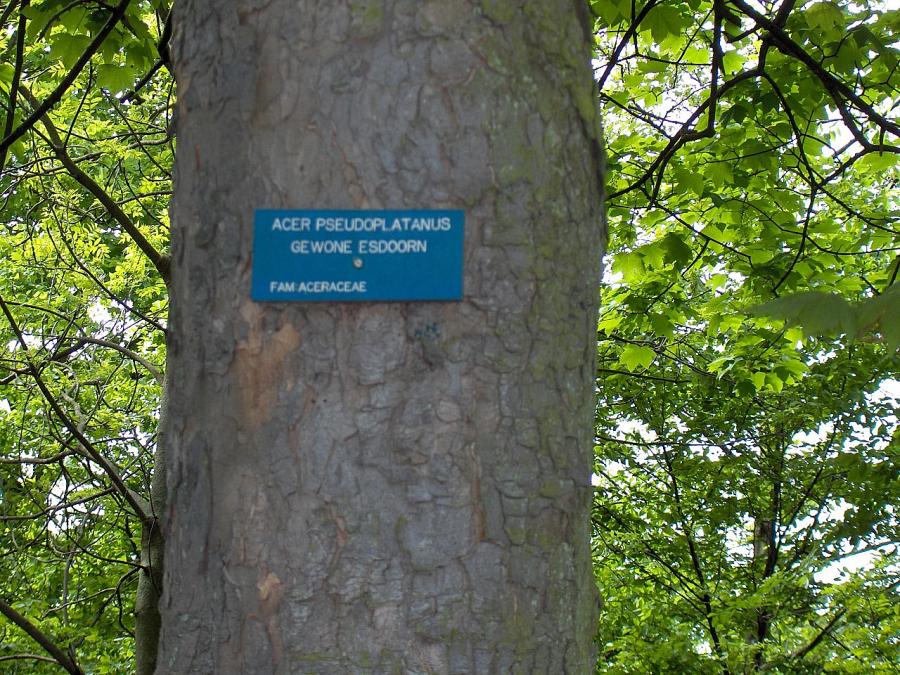 ACER PSEUDOPLATANUS
GEWONE ESDOORN
FAM: ACERACEAE